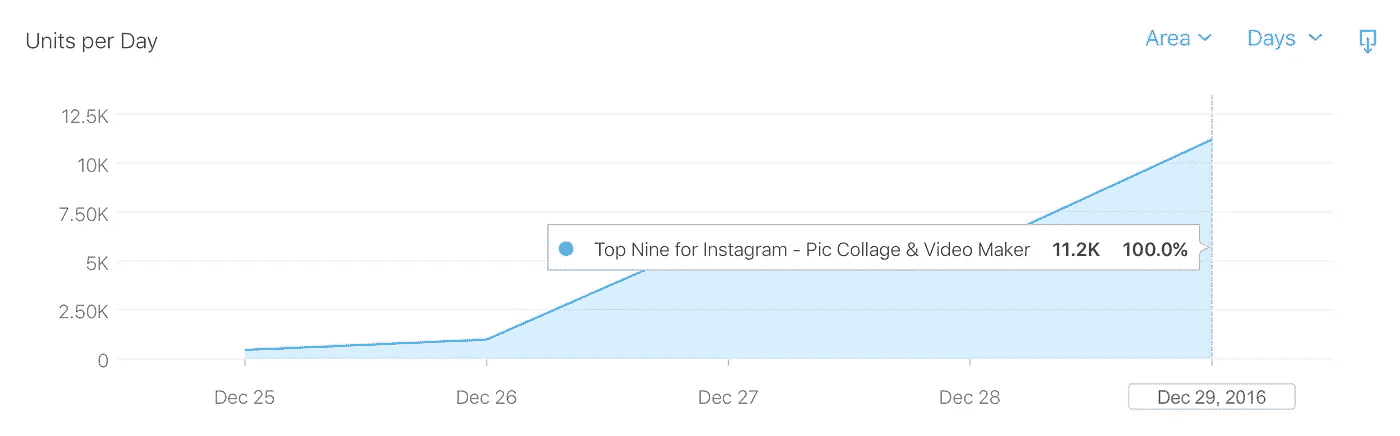 Units per Day
Area Days
12.5K
10K
7.50K
5K
2.50K
0
Top Nine for Instagram - Pic Collage & Video Maker 11.2K 100.0%
Dec 25 Dec 26 Dec 27 Dec 28 Dec 29, 2016